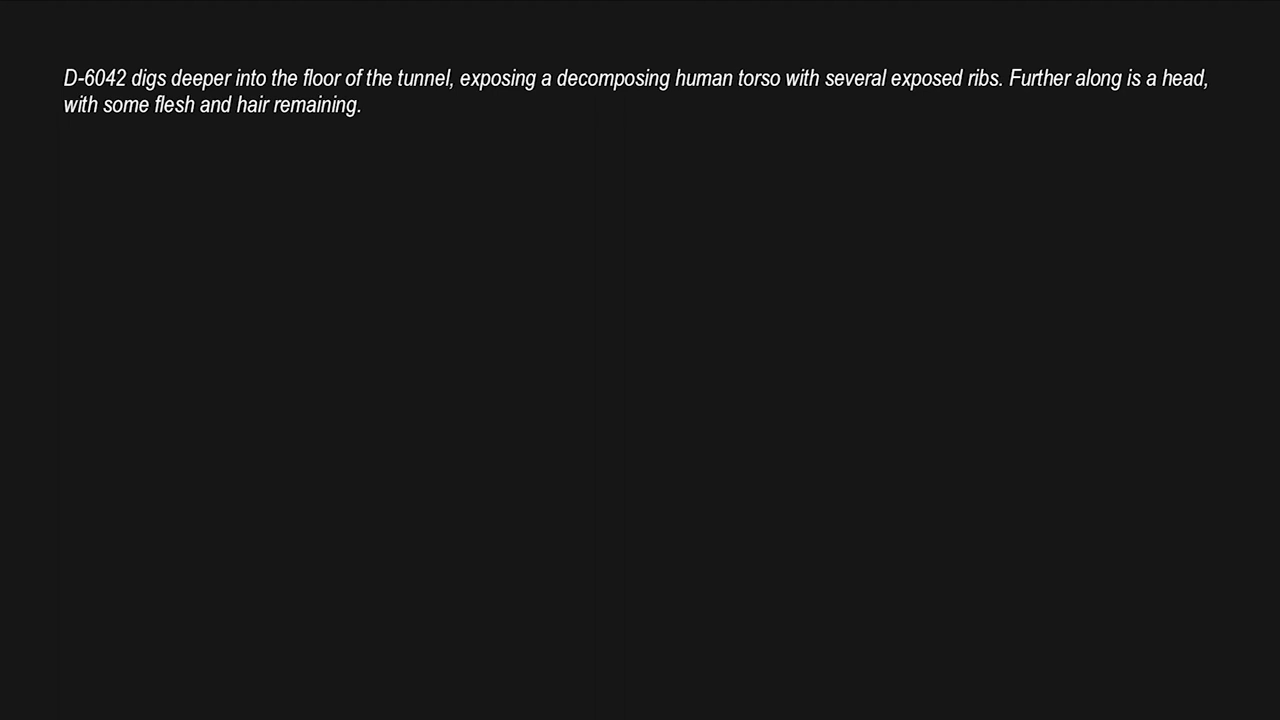 D-6042 digs deeper into the floor of the tunnel, exposing a decomposing human torso with several exposed ribs. Further along is a head,
with some flesh and hair remaining.